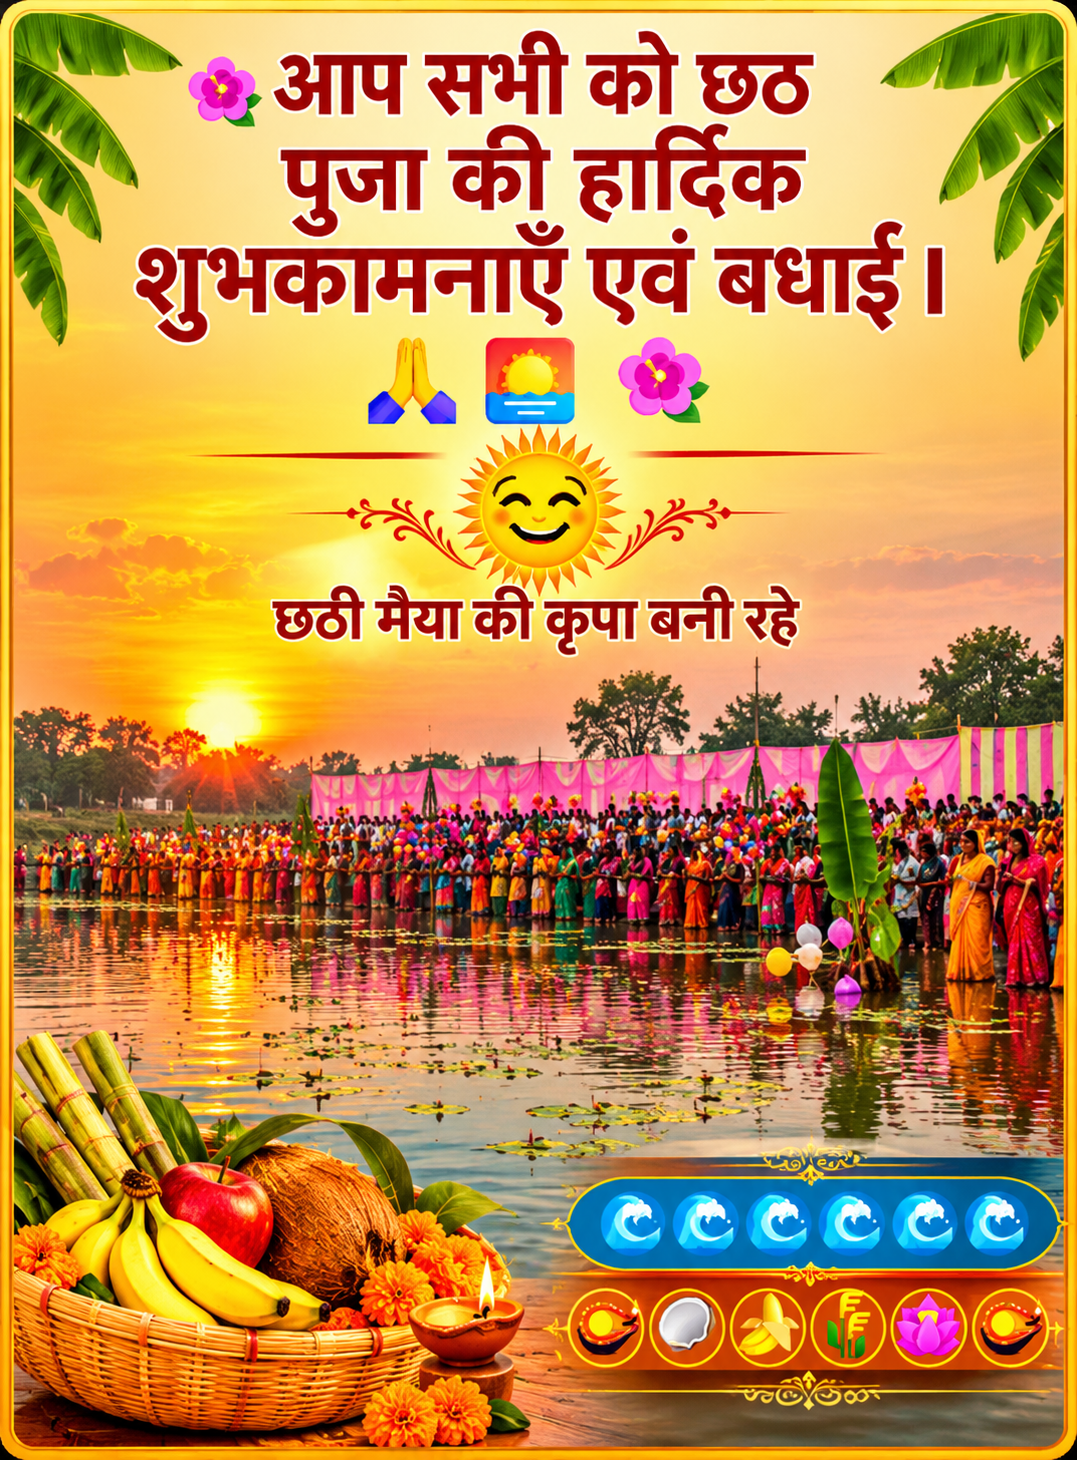 आप सभी को छठ
पुजा की हार्दिक
शुभकामनाएँ एवं बधाई।
छठी मैया की कृपा बनी रहे